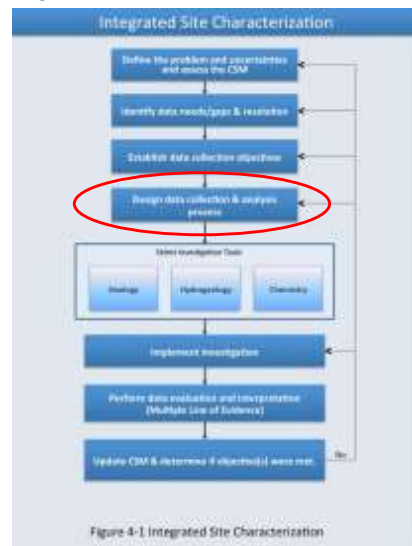 Integrated Site Characterization
Define the problem and uncertainties
and assess the CSM
Identify data needs/gaps & resolution
Establish data collection objectives
Design data collection & analysis
process
Select Investigation Tools
Geology
Hydrogeology
Chemistry
Implement Investigation
Perform data evaluation and interpretation
(Multiple Line of Evidence)
Update CSM & determine if objective(s) were met.
No
Figure 4-1 Integrated Site Characterization